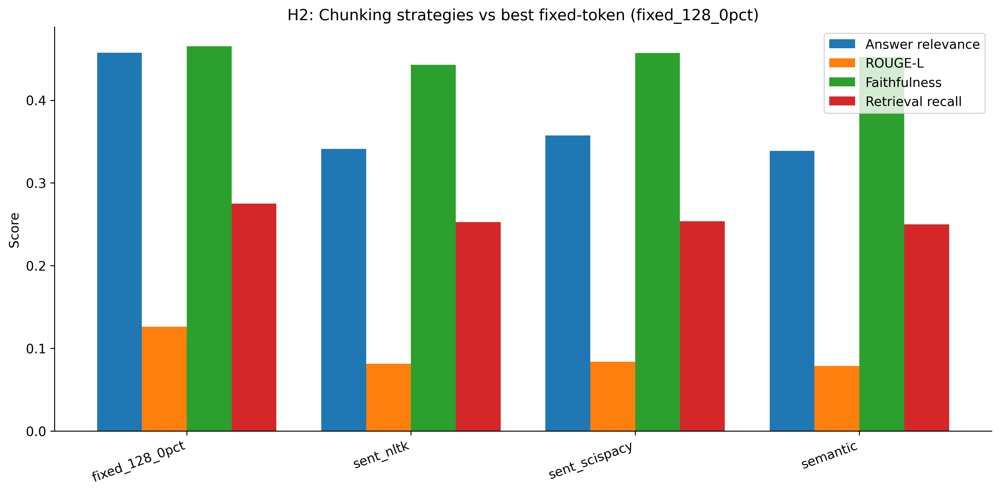 H2: Chunking strategies vs best fixed-token (fixed_128_0pct)
Answer relevance
ROUGE-L
Faithfulness
Retrieval recall
Score
0.4
0.3
0.2
0.1
0.0
fixed_128_0pct
sent_nltk
sent_scispacy
semantic